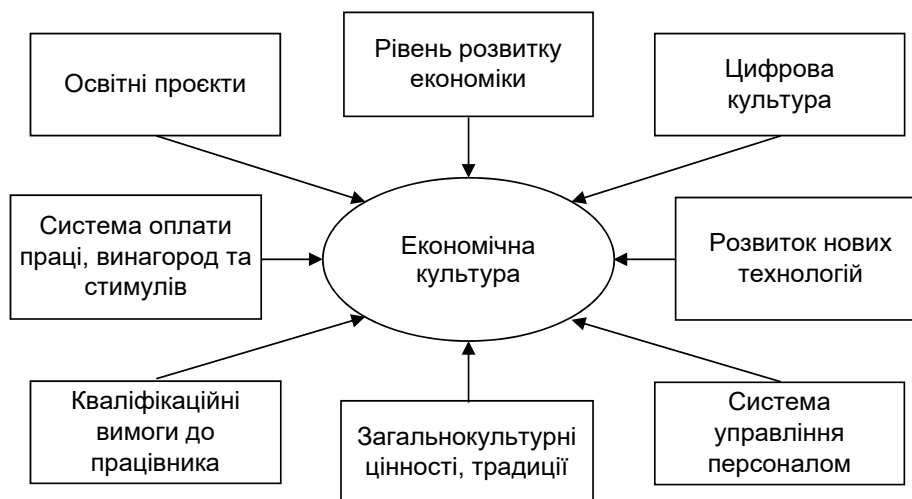 Освітні проєкти
Рівень розвитку
економіки
Цифрова
культура
Система оплати
праці, винагород та
стимулів
Економічна
культура
Розвиток нових
технологій
Кваліфікаційні
вимоги до
працівника
Загальнокультурні
цінності, традиції
Система
управління
персоналом